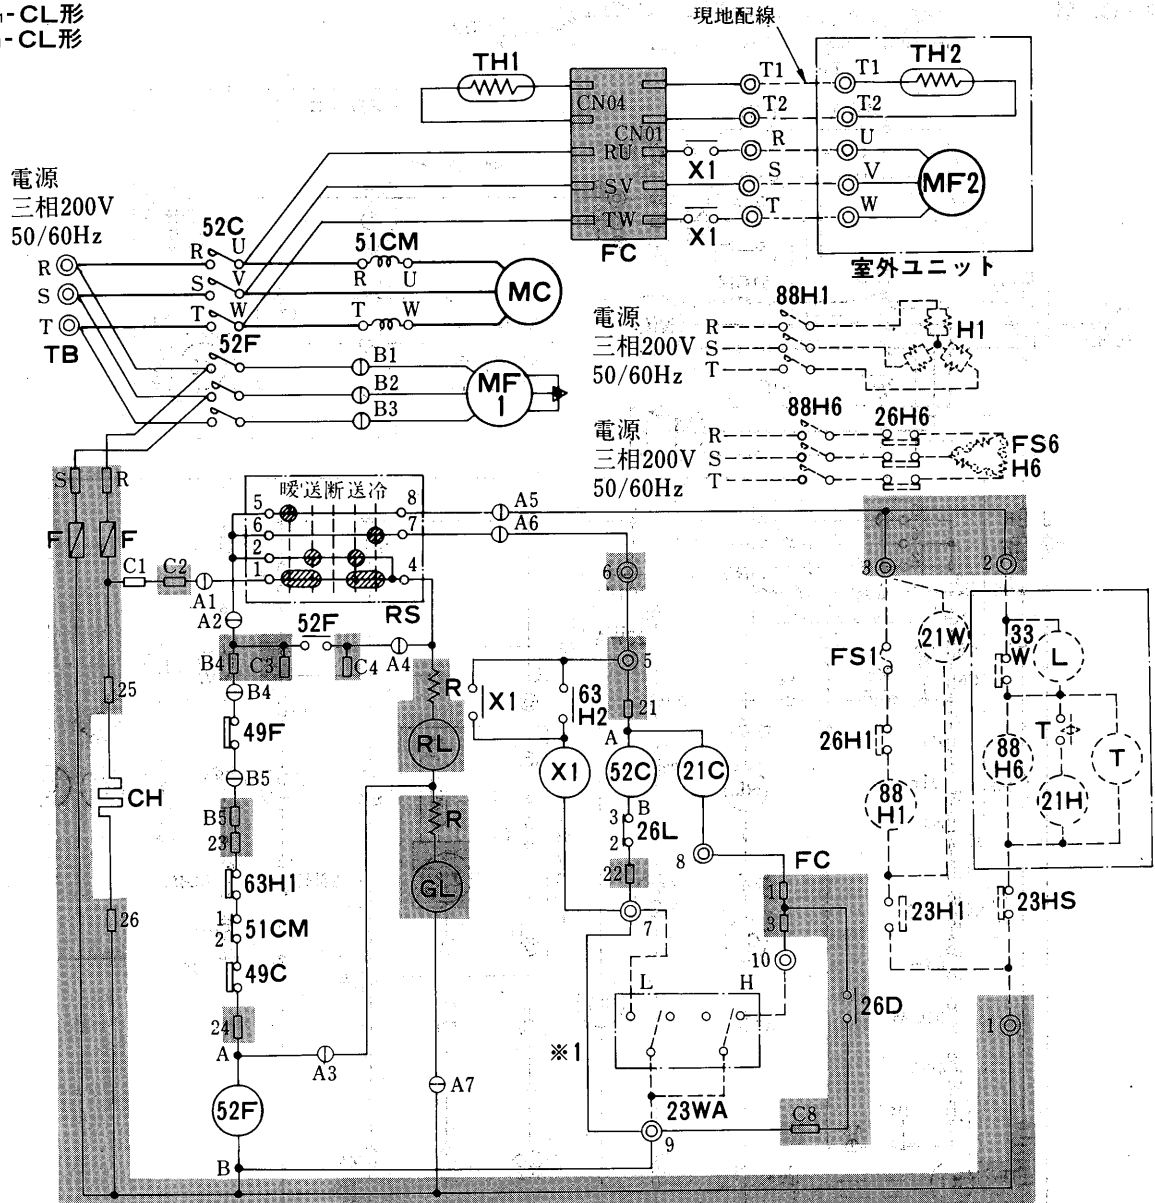 -CL形
-CL形
現地配線
TH1
CN04
CN01
RU
SV
TW
FC
T1
T2
R
S
T
X1
X1
T1
T2
U
V
W
TH2
MF2
室外ユニット
電源
三相200V
50/60Hz
R
S
T
TB
52C
R
U
S
V
T
W
51CM
R
U
T
W
MC
52F
B1
B2
B3
MF
1
電源
三相200V
50/60Hz
R
S
T
88H1
H1
電源
三相200V
50/60Hz
R
S
T
88H6
26H6
FS6
H6
S
R
F
F
C1
C2
A1
A2
暖送断送冷
5
6
2
1
8
7
4
RS
A5
A6
52F
B4
C3
C4
A4
B4
49F
B5
B5
23
63H1
1
2
51CM
49C
24
A
A3
52F
B
25
CH
26
R
RL
R
GL
A7
6
5
X1
63
H2
21
A
X1
52C
21C
B
3
2
26L
22
8
7
FC
1
3
10
L
H
※1
23WA
9
26D
C8
3
2
FS1
21W
26H1
88
H1
23H1
33
W
L
88
H6
T
21H
T
23HS
1